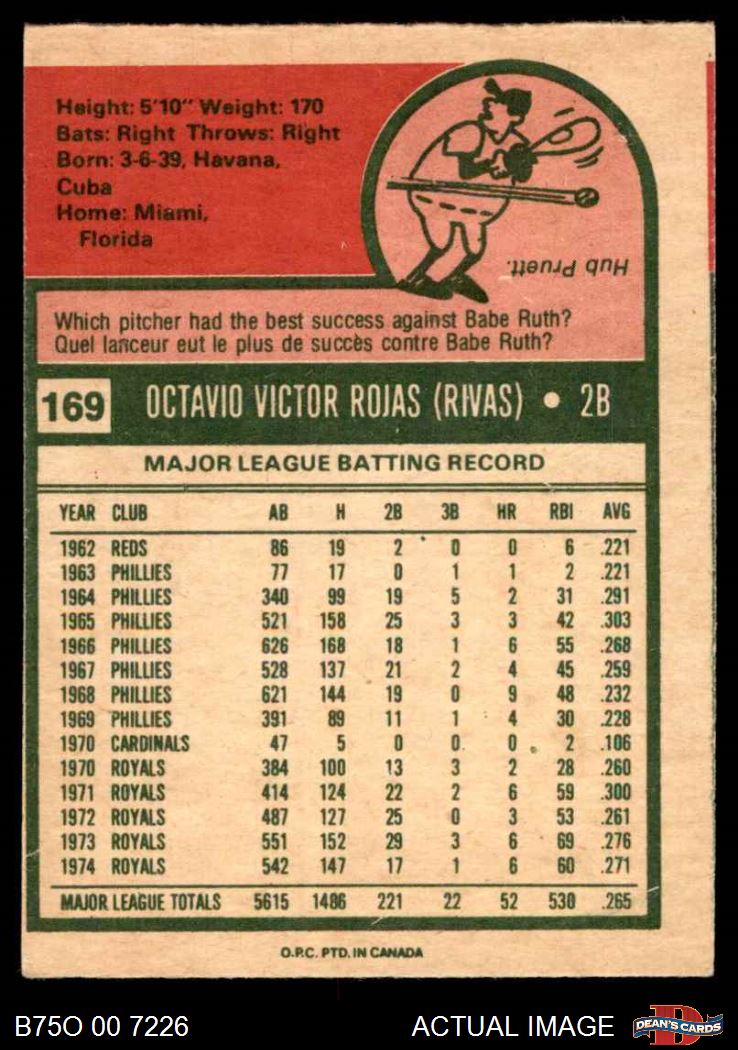 Height: 5'10" Weight: 170
Bats: Right Throws: Right
Born: 3-6-39, Havana,
Cuba
Home: Miami,
Florida
Hub Pruett.
Which pitcher had the best success against Babe Ruth?
Quel lanceur eut le plus de succès contre Babe Ruth?
169 OCTAVIO VICTOR ROJAS (RIVAS) • 2B
MAJOR LEAGUE BATTING RECORD
YEAR CLUB AB H 2B 3B HR RBI AVG
1962 REDS 86 19 2 0 0 6 .221
1963 PHILLIES 77 17 0 1 1 2 .221
1964 PHILLIES 340 99 19 5 2 31 .291
1965 PHILLIES 521 158 25 3 3 42 .303
1966 PHILLIES 626 168 18 1 6 55 .268
1967 PHILLIES 528 137 21 2 4 45 .259
1968 PHILLIES 621 144 19 0 9 48 .232
1969 PHILLIES 391 89 11 1 4 30 .228
1970 CARDINALS 47 5 0 0 0 2 .106
1970 ROYALS 384 100 13 3 2 28 .260
1971 ROYALS 414 124 22 2 6 59 .300
1972 ROYALS 487 127 25 0 3 53 .261
1973 ROYALS 551 152 29 3 6 69 .276
1974 ROYALS 542 147 17 1 6 60 .271
MAJOR LEAGUE TOTALS 5615 1486 221 22 52 530 .265
O.P.C. PTD. IN CANADA
B75O 00 7226 ACTUAL IMAGE D DEAN'S CARDS